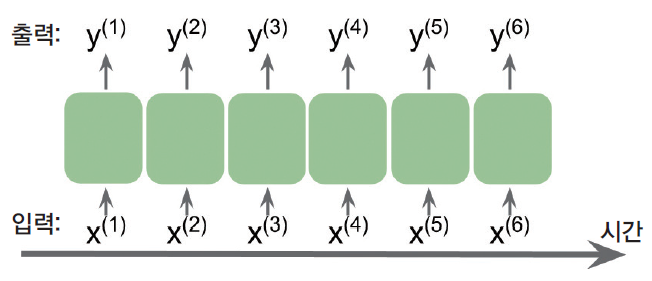 출력: y(1) y(2) y(3) y(4) y(5) y(6)
입력: x(1) x(2) x(3) x(4) x(5) x(6)
시간